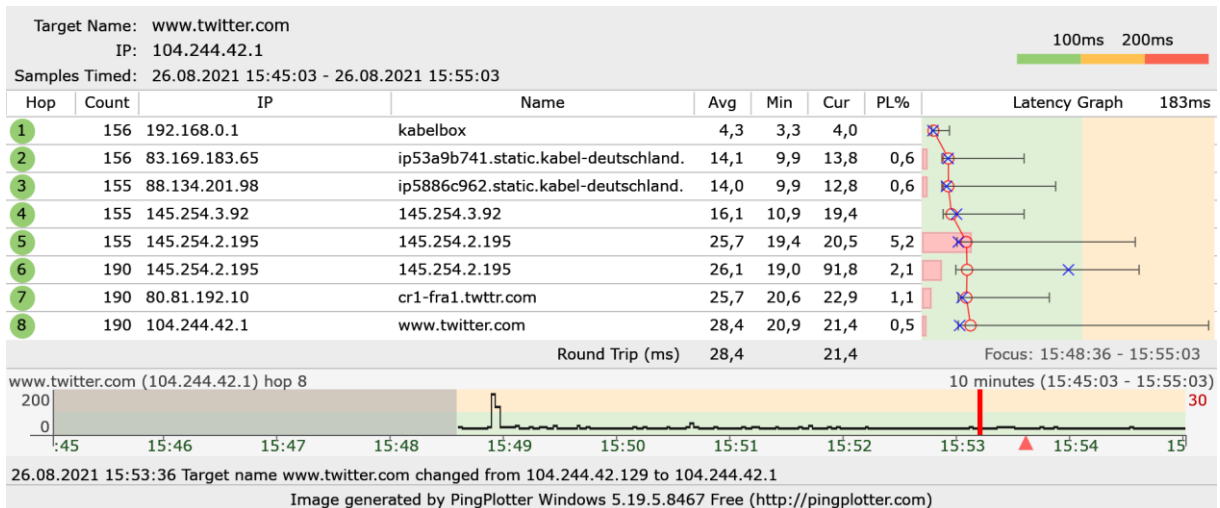 Target Name: www.twitter.com
IP: 104.244.42.1
Samples Timed: 26.08.2021 15:45:03 - 26.08.2021 15:55:03
100ms 200ms
Hop Count IP Name Avg Min Cur PL% Latency Graph 183ms
1 156 192.168.0.1 kabelbox 4,3 3,3 4,0
2 156 83.169.183.65 ip53a9b741.static.kabel-deutschland. 14,1 9,9 13,8 0,6
3 155 88.134.201.98 ip5886c962.static.kabel-deutschland. 14,0 9,9 12,8 0,6
4 155 145.254.3.92 145.254.3.92 16,1 10,9 19,4
5 155 145.254.2.195 145.254.2.195 25,7 19,4 20,5 5,2
6 190 145.254.2.195 145.254.2.195 26,1 19,0 91,8 2,1
7 190 80.81.192.10 cr1-fra1.twttr.com 25,7 20,6 22,9 1,1
8 190 104.244.42.1 www.twitter.com 28,4 20,9 21,4 0,5
Round Trip (ms) 28,4 21,4 Focus: 15:48:36 - 15:55:03
www.twitter.com (104.244.42.1) hop 8 10 minutes (15:45:03 - 15:55:03)
200 30
0
:45 15:46 15:47 15:48 15:49 15:50 15:51 15:52 15:53 15:54 15
26.08.2021 15:53:36 Target name www.twitter.com changed from 104.244.42.129 to 104.244.42.1
Image generated by PingPlotter Windows 5.19.5.8467 Free (http://pingplotter.com)